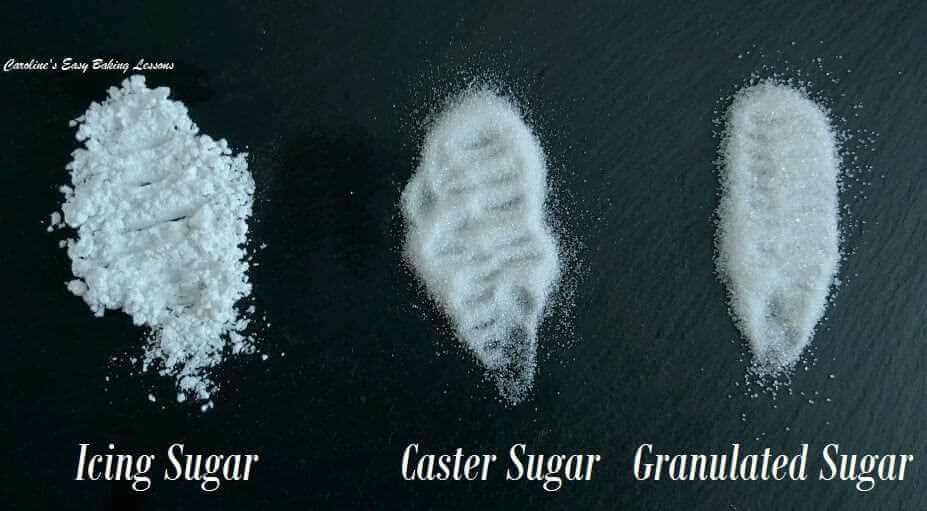 Caroline's Easy Baking Lessons
Icing Sugar
Caster Sugar
Granulated Sugar